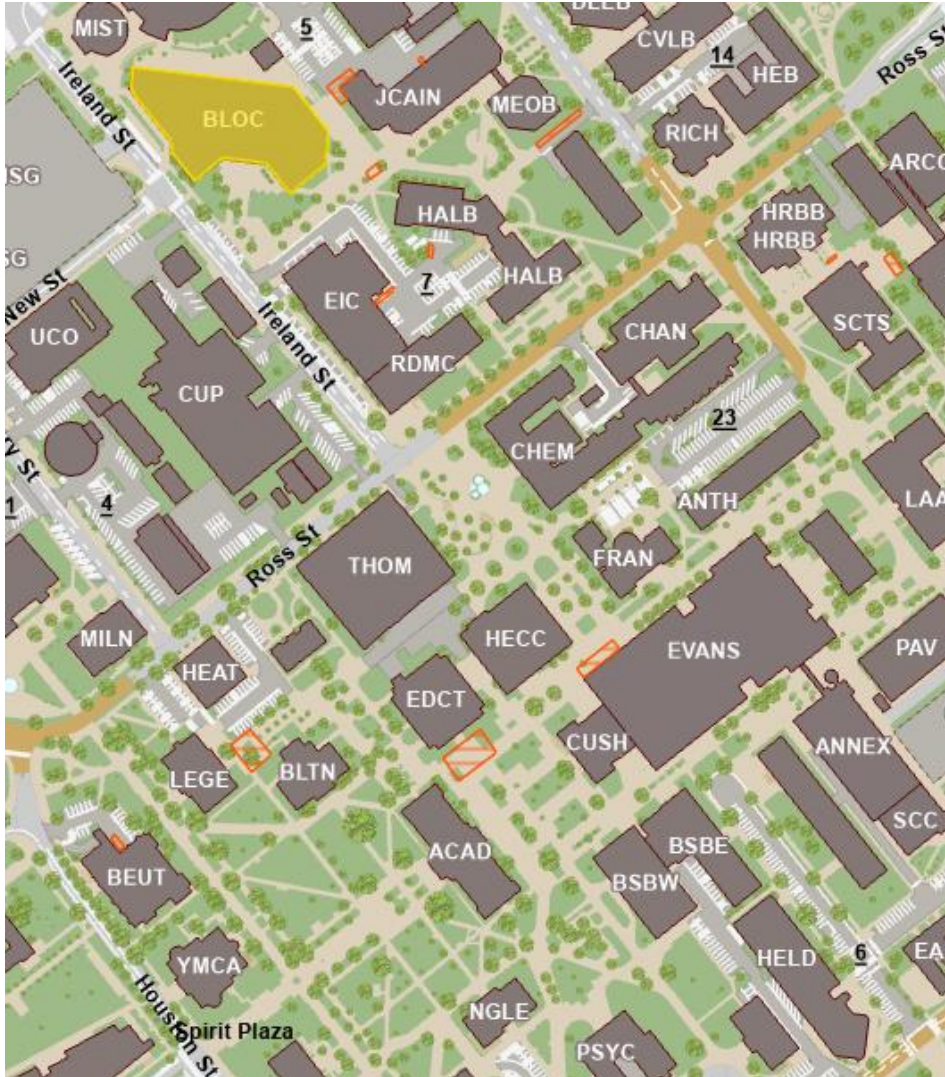 MIST
5
CVLB
14
HEB
Ross St
Ireland St
JCAIN
MEOB
BLOC
RICH
ARCC
HALB
HRBB
HRBB
HALB
7
New St
EIC
Ireland St
SCTS
UCO
CHAN
RDMC
CUP
23
CHEM
ANTH
LAA
1
4
Ross St
THOM
FRAN
MILN
HECC
EVANS
PAV
HEAT
EDCT
CUSH
ANNEX
LEGE
BLTN
SCC
ACAD
BSBE
BEUT
BSBW
YMCA
6
HELD
EA
NGLE
Houston St
Spirit Plaza
PSYC